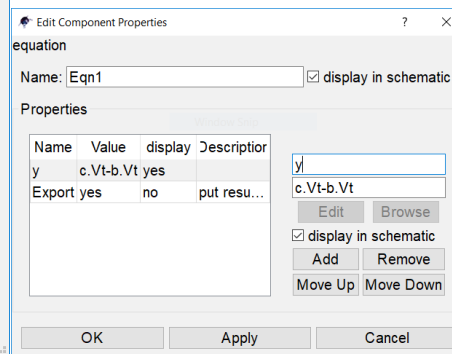 Edit Component Properties ? ×
equation
Name: Eqn1 display in schematic
Properties
Name Value display Descriptior
y c.Vt-b.Vt yes
Export yes no put resu...
y
c.Vt-b.Vt
Edit Browse
display in schematic
Add Remove
Move Up Move Down
OK Apply Cancel